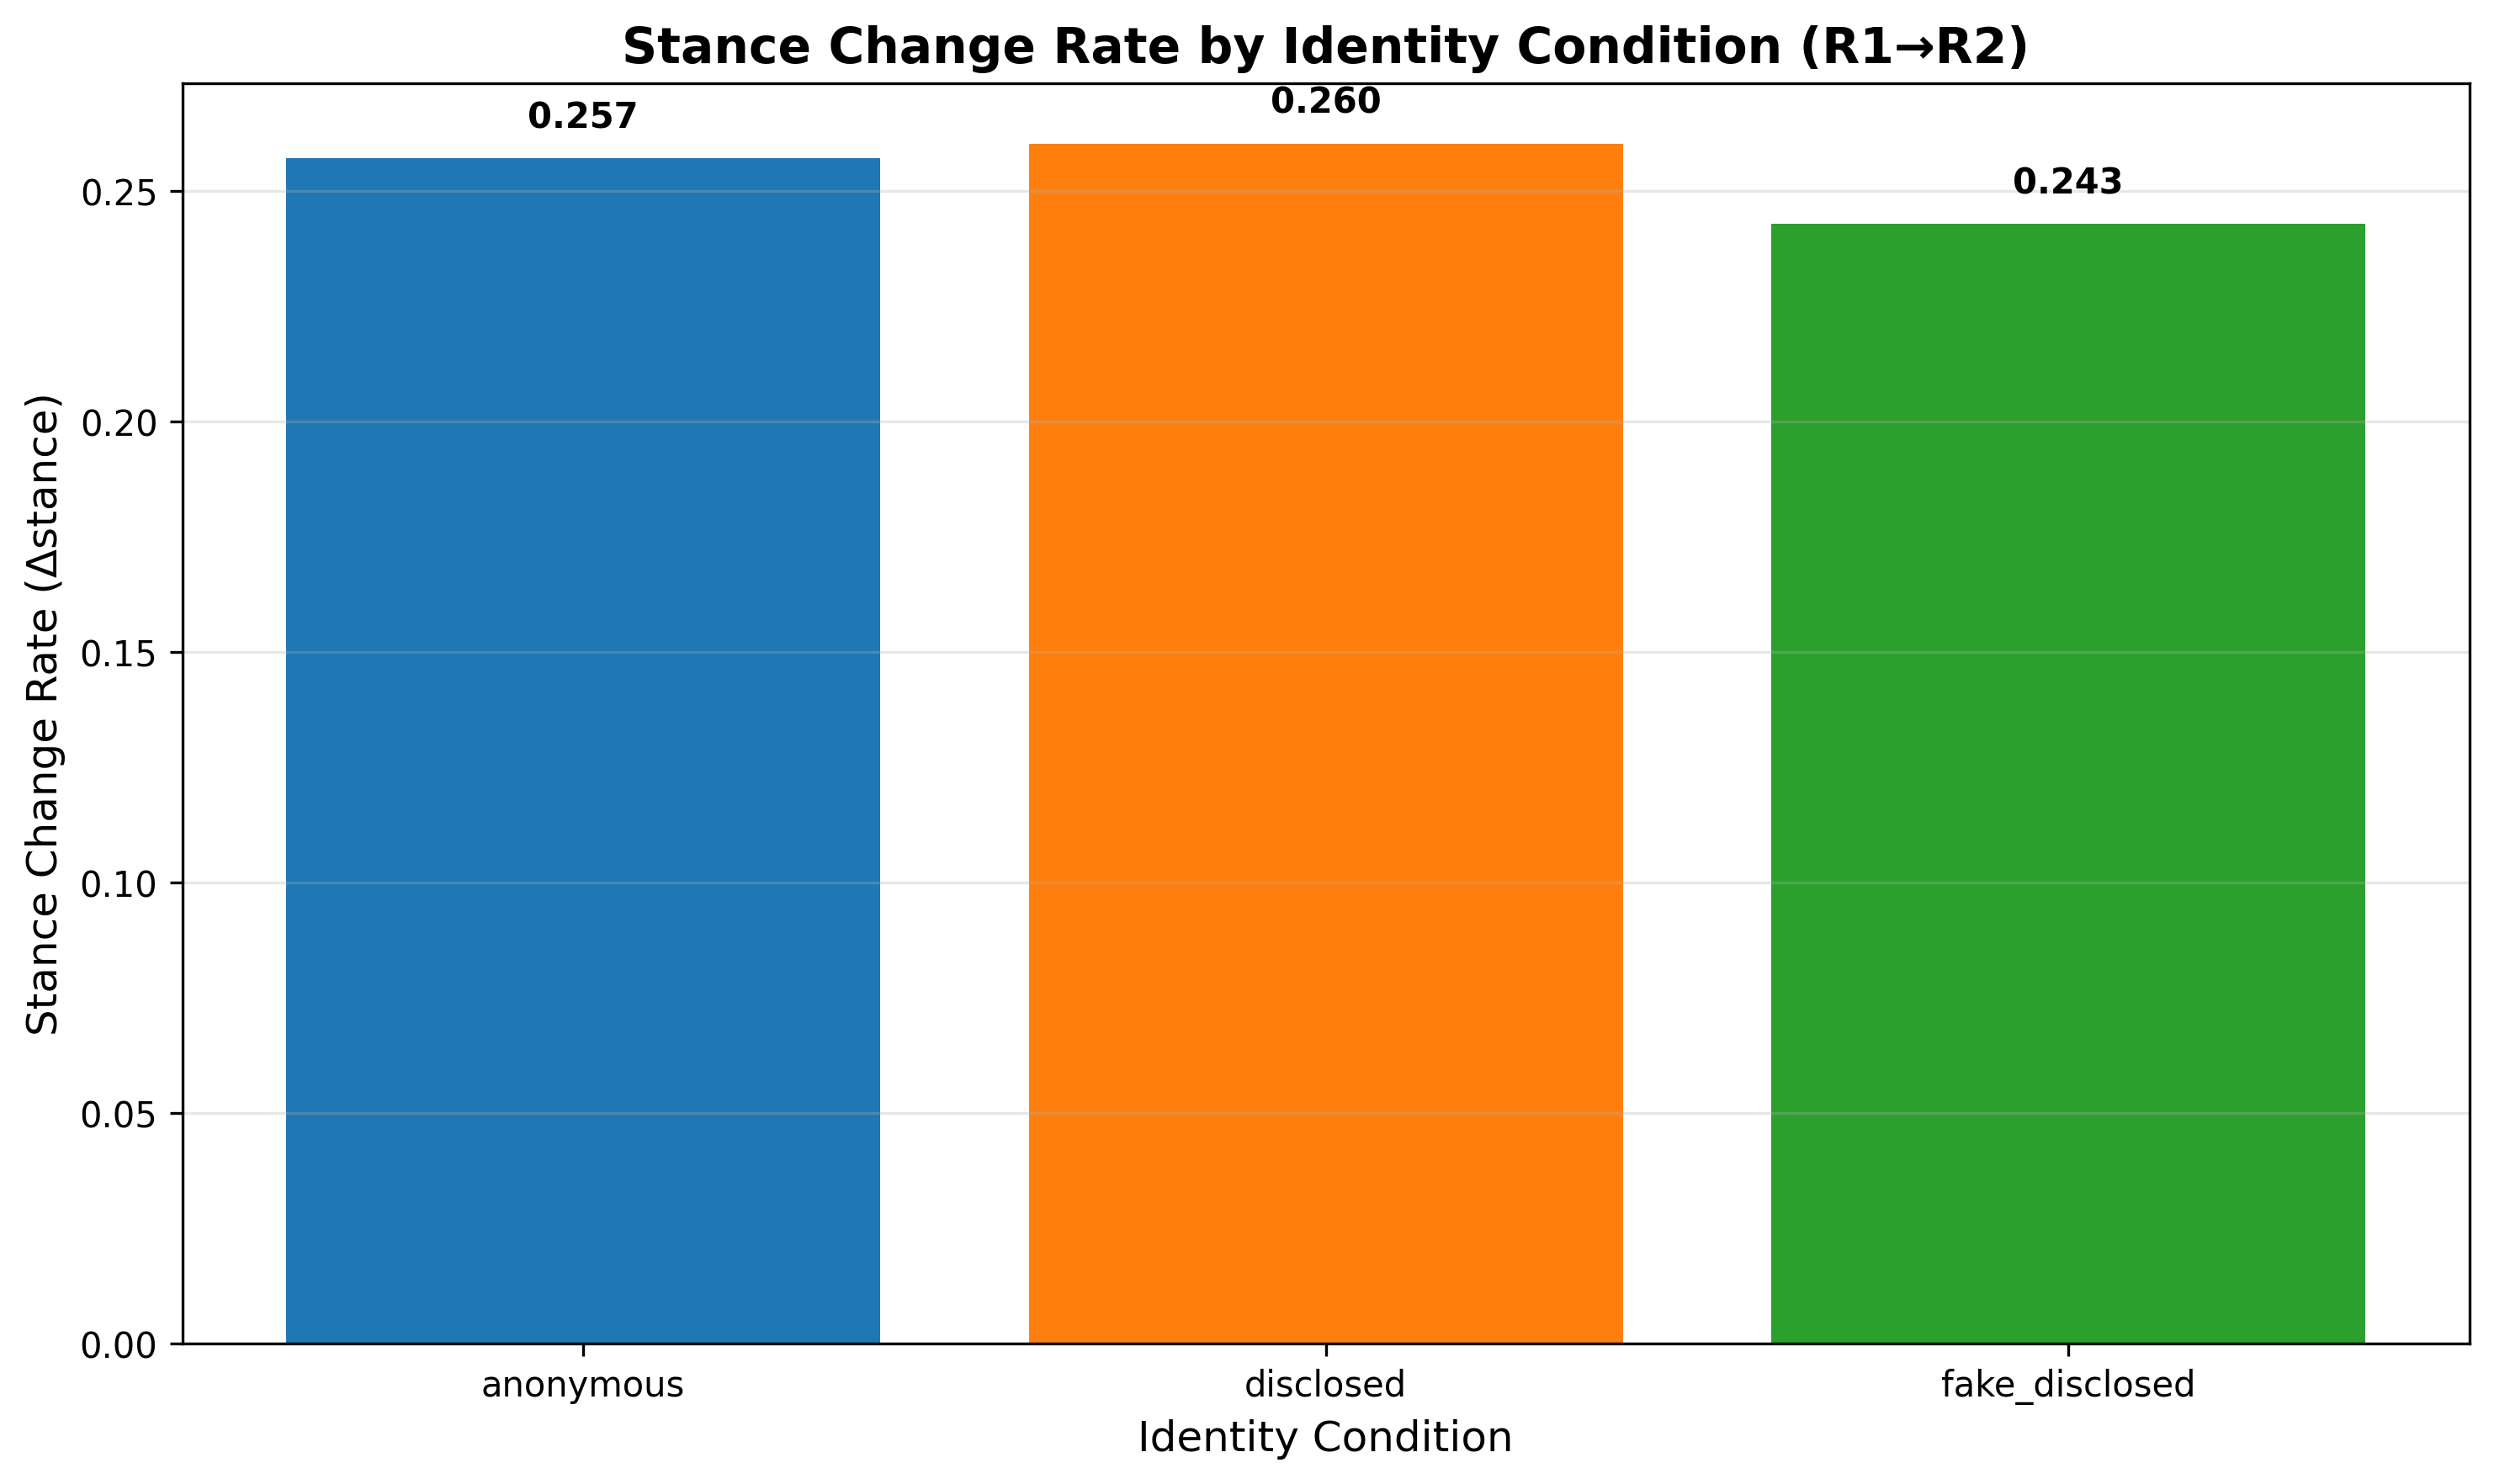 Stance Change Rate by Identity Condition (R1→R2)
0.257
0.260
0.243
Stance Change Rate (Δstance)
0.25
0.20
0.15
0.10
0.05
0.00
anonymous
disclosed
fake_disclosed
Identity Condition